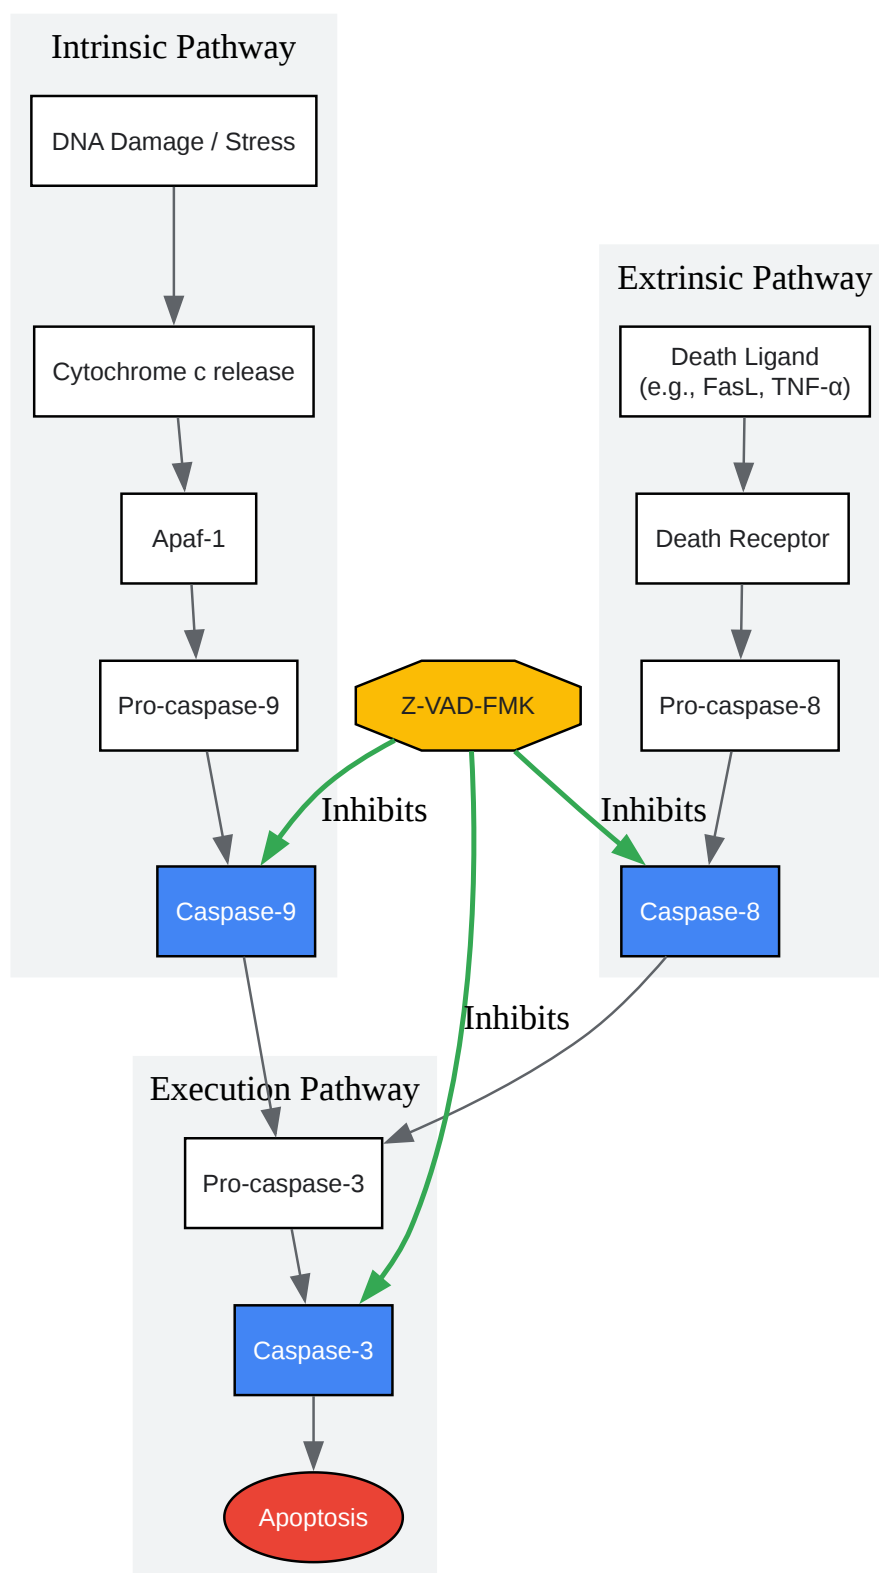 Intrinsic Pathway
DNA Damage / Stress
Cytochrome c release
Apaf-1
Pro-caspase-9
Caspase-9
Extrinsic Pathway
Death Ligand
(e.g., FasL, TNF-α)
Death Receptor
Pro-caspase-8
Caspase-8
Z-VAD-FMK
Inhibits
Inhibits
Inhibits
Execution Pathway
Pro-caspase-3
Caspase-3
Apoptosis